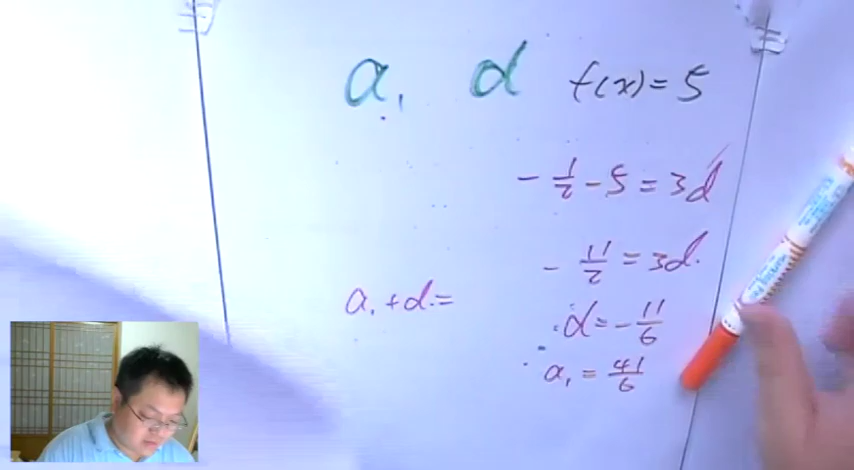 a₁ d f(x)=5
-1/2-5=3d
-11/2=3d.
a₁+d=
d=-11/6
a₁=41/6